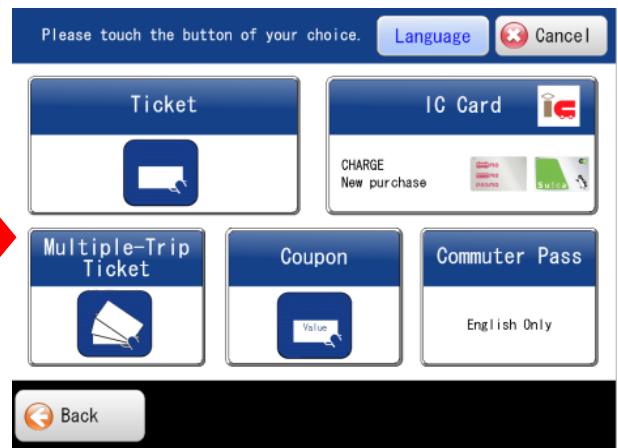 Please touch the button of your choice.
Language
Cancel
Ticket
IC Card
CHARGE
New purchase
PASMO
Suica
Multiple-Trip
Ticket
Coupon
Value
Commuter Pass
English Only
Back